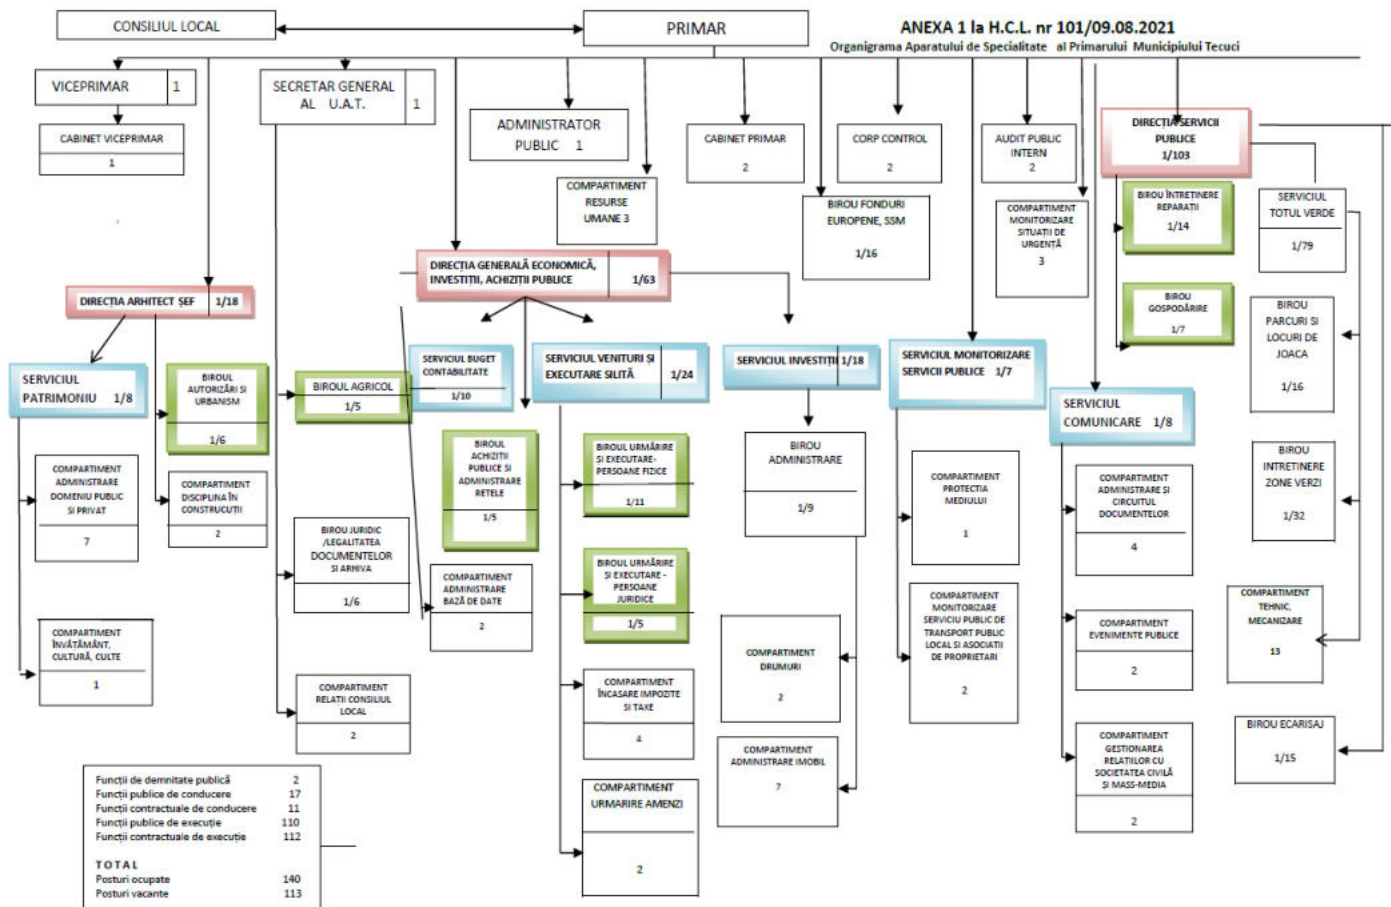 CONSILIUL LOCAL
PRIMAR
ANEXA 1 la H.C.L. nr 101/09.08.2021
Organigrama Aparatului de Specialitate al Primarului Municipiului Tecuci
VICEPRIMAR 1
SECRETAR GENERAL
AL U.A.T. 1
ADMINISTRATOR
PUBLIC 1
CABINET VICEPRIMAR
1
CABINET PRIMAR
2
CORP CONTROL
2
AUDIT PUBLIC
INTERN
2
DIRECȚIA SERVICII
PUBLICE
1/103
COMPARTIMENT
RESURSE
UMANE 3
BIROU FONDURI
EUROPENE, SSM
1/16
COMPARTIMENT
MONITORIZARE
SITUAȚII DE
URGENȚĂ
3
BIROU ÎNTREȚINERE
REPARAȚII
1/14
SERVICIUL
TOTUL VERDE
1/79
DIRECȚIA GENERALĂ ECONOMICĂ,
INVESTIȚII, ACHIZIȚII PUBLICE 1/63
DIRECȚIA ARHITECT ȘEF 1/18
BIROU
GOSPODĂRIRE
1/7
BIROU
PARCURI SI
LOCURI DE
JOACA
1/16
SERVICIUL
PATRIMONIU 1/8
BIROUL
AUTORIZĂRI SI
URBANISM
1/6
BIROUL AGRICOL
1/5
SERVICIUL BUGET
CONTABILITATE
1/10
SERVICIUL VENITURI ȘI
EXECUTARE SILITĂ 1/24
SERVICIUL INVESTIȚII 1/18
SERVICIUL MONITORIZARE
SERVICII PUBLICE 1/7
SERVICIUL
COMUNICARE 1/8
COMPARTIMENT
ADMINISTRARE
DOMENIU PUBLIC
SI PRIVAT
7
COMPARTIMENT
DISCIPLINA ÎN
CONSTRUCUȚII
2
BIROUL
ACHIZIȚII
PUBLICE SI
ADMINISTRARE
RETELE
1/5
BIROUL URMĂRIRE
ȘI EXECUTARE-
PERSOANE FIZICE
1/11
BIROU
ADMINISTRARE
1/9
COMPARTIMENT
PROTECTIA
MEDIULUI
1
COMPARTIMENT
ADMINISTRARE ȘI
CIRCUITUL
DOCUMENTELOR
4
BIROU
INTRETINERE
ZONE VERZI
1/32
BIROU JURIDIC
/LEGALITATEA
DOCUMENTELOR
SI ARHIVA
1/6
COMPARTIMENT
ADMINISTRARE
BAZĂ DE DATE
2
BIROUL URMĂRIRE
ȘI EXECUTARE -
PERSOANE
JURIDICE
1/5
COMPARTIMENT
MONITORIZARE
SERVICIU PUBLIC DE
TRANSPORT PUBLIC
LOCAL SI ASOCIATII
DE PROPRIETARI
2
COMPARTIMENT
EVENIMENTE PUBLICE
2
COMPARTIMENT
TEHNIC,
MECANIZARE
13
COMPARTIMENT
ÎNVĂTĂMÂNT,
CULTURĂ, CULTE
1
COMPARTIMENT
RELATII CONSILIUL
LOCAL
2
COMPARTIMENT
ÎNCASARE IMPOZITE
SI TAXE
4
COMPARTIMENT
DRUMURI
2
COMPARTIMENT
ADMINISTRARE IMOBIL
7
COMPARTIMENT
GESTIONAREA
RELATIILOR CU
SOCIETATEA CIVILĂ
ȘI MASS-MEDIA
2
BIROU ECARISAJ
1/15
COMPARTIMENT
URMARIRE AMENZI
2
Funcții de demnitate publică 2
Funcții publice de conducere 17
Funcții contractuale de conducere 11
Funcții publice de execuție 110
Funcții contractuale de execuție 112
TOTAL
Posturi ocupate 140
Posturi vacante 113